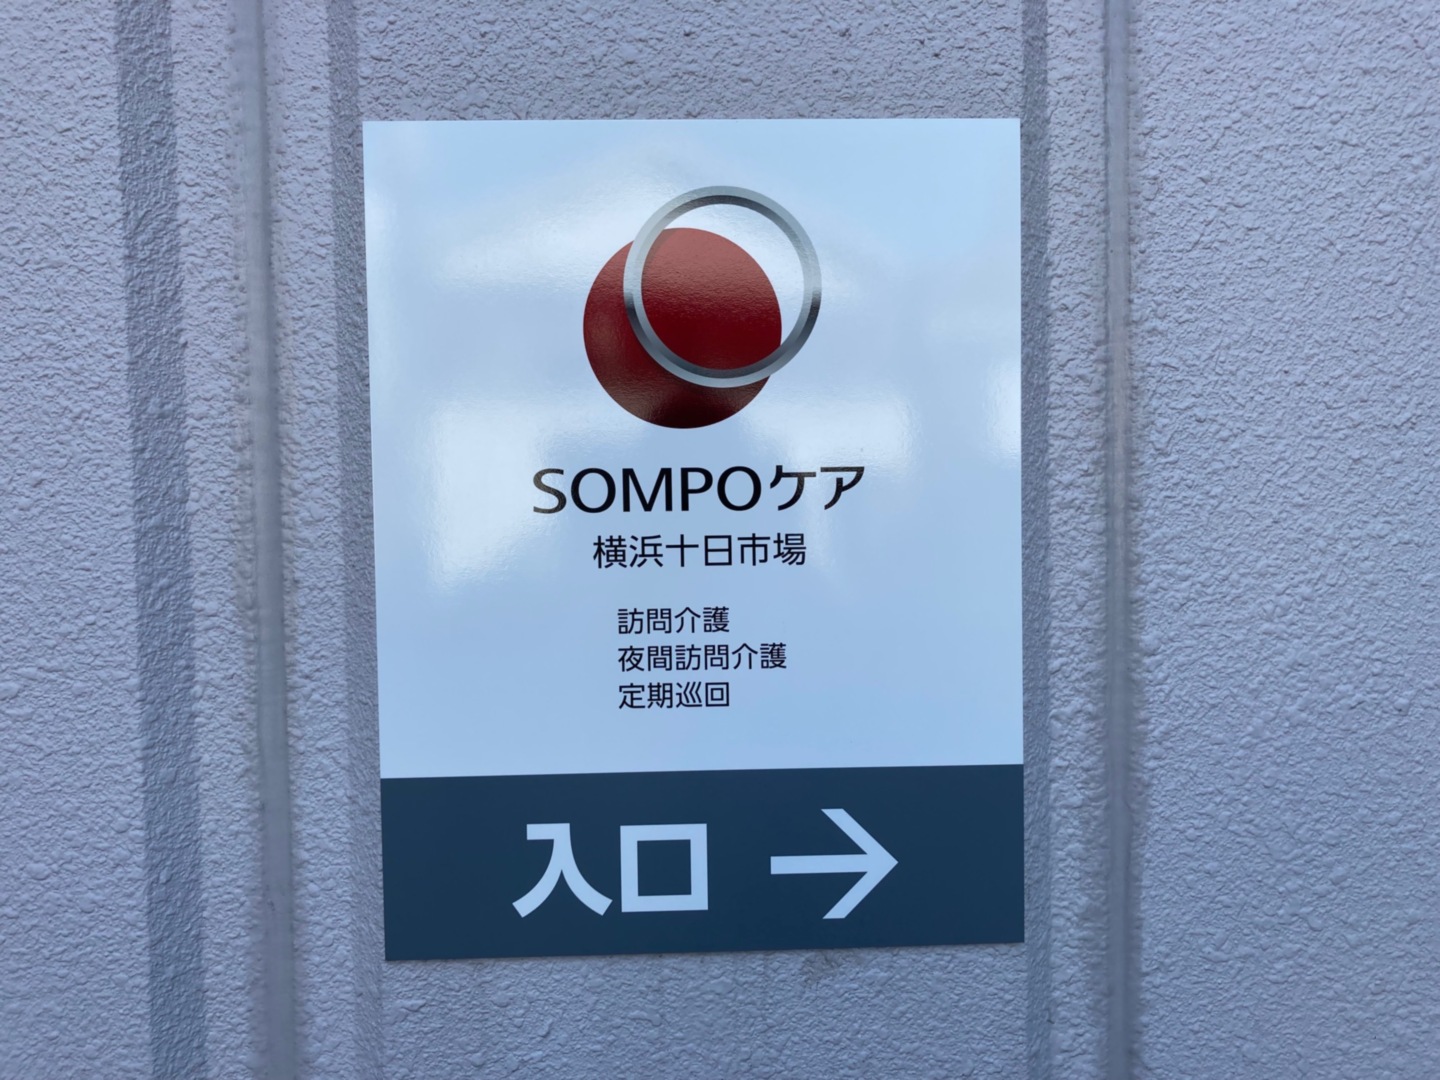 SOMPOケア
横浜十日市場
訪問介護
夜間訪問介護
定期巡回
入口 →